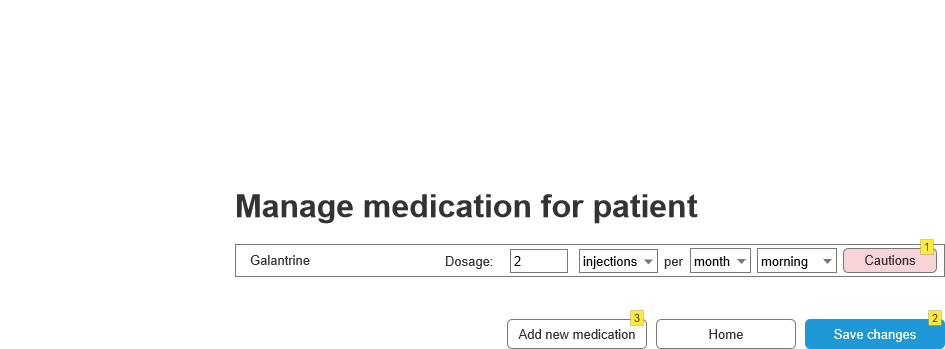 Manage medication for patient
1
Galantrine Dosage: 2 injections per month morning Cautions
3 2
Add new medication Home Save changes